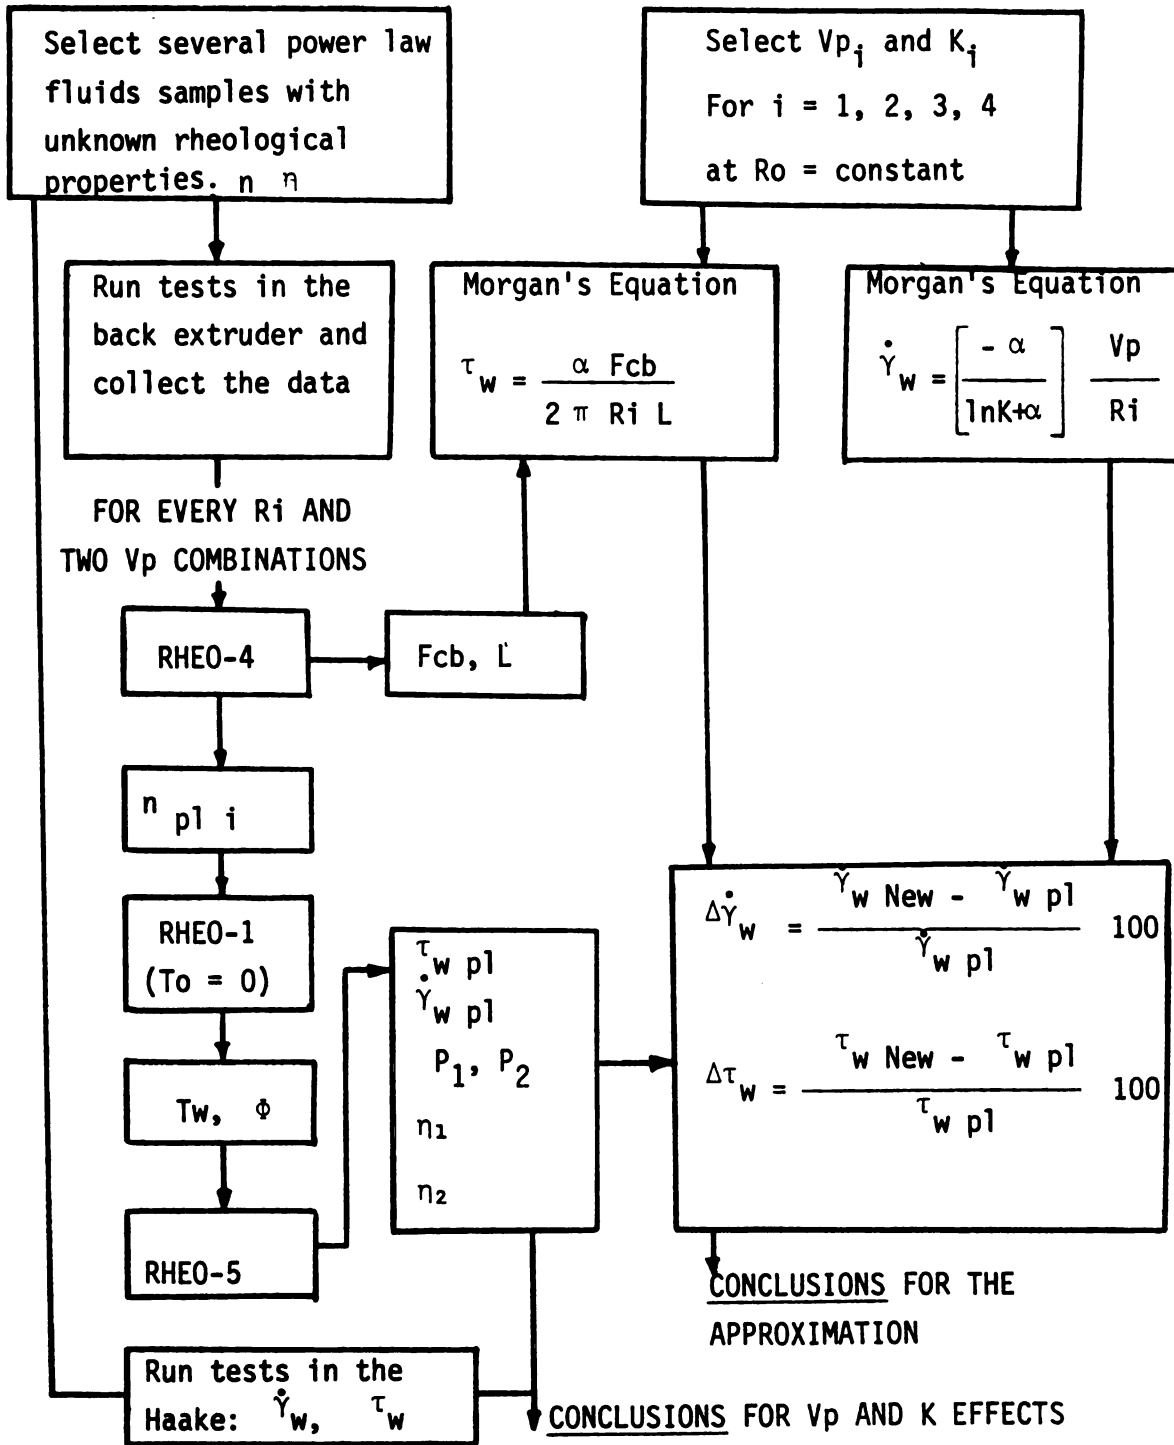 Select several power law
fluids samples with
unknown rheological
properties. n η
Select Vpi and Ki
For i = 1, 2, 3, 4
at Ro = constant
Run tests in the
back extruder and
collect the data
Morgan's Equation
τw = α Fcb / 2 π Ri L
Morgan's Equation
γ̇w = [- α / lnK+α] Vp / Ri
FOR EVERY Ri AND
TWO Vp COMBINATIONS
RHEO-4
Fcb, L
n pl i
RHEO-1
(To = 0)
Tw, Φ
RHEO-5
τw pl
γ̇w pl
P1, P2
η1
η2
Δγ̇w = γ̇w New - γ̇w pl / γ̇w pl 100
Δτw = τw New - τw pl / τw pl 100
CONCLUSIONS FOR THE
APPROXIMATION
Run tests in the
Haake: γ̇w, τw
CONCLUSIONS FOR Vp AND K EFFECTS